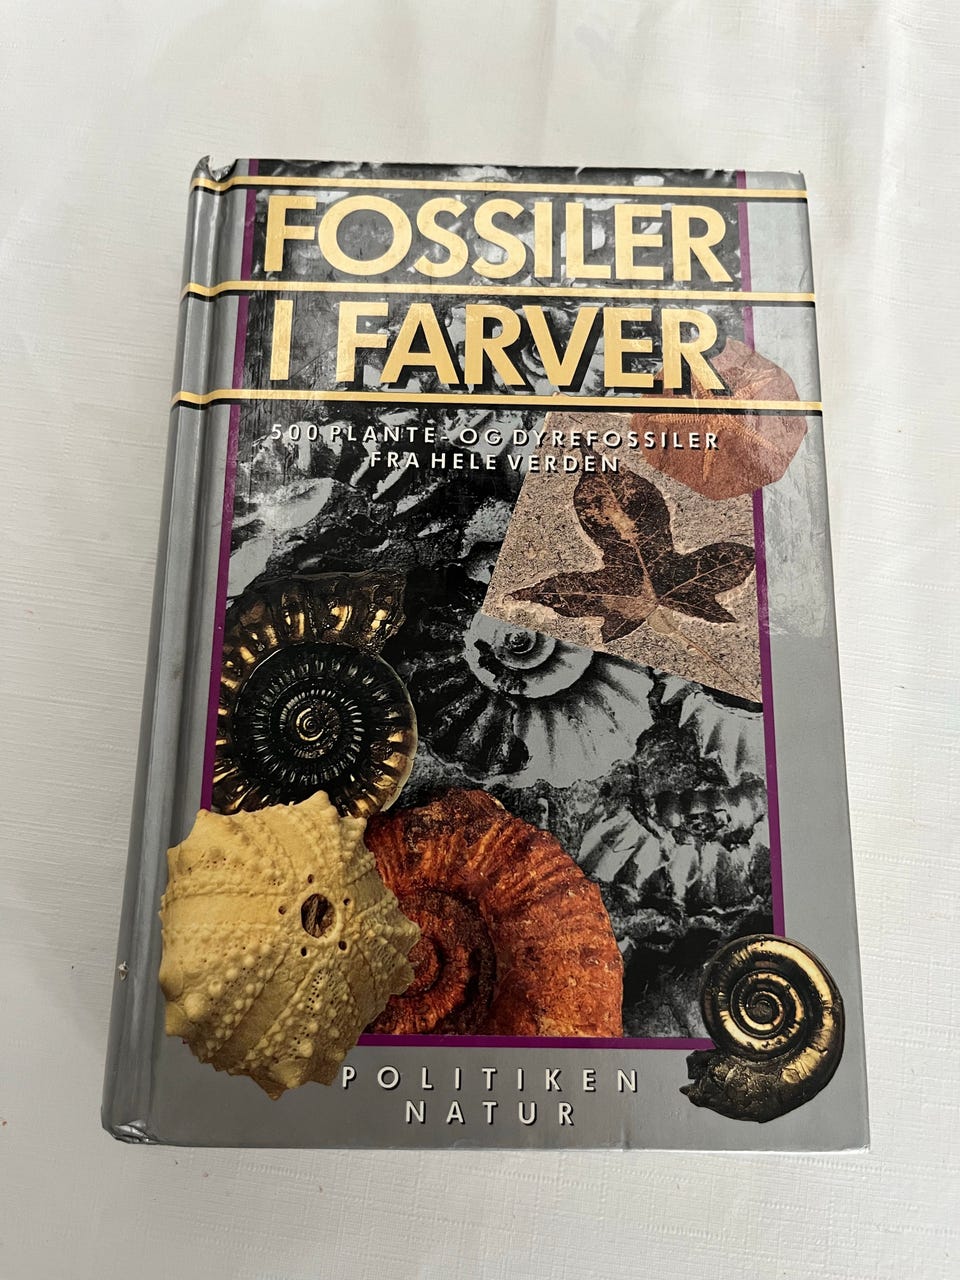 FOSSILER
I FARVER
500 PLANTE- OG DYREFOSSILER
FRA HELE VERDEN
POLITIKEN
NATUR